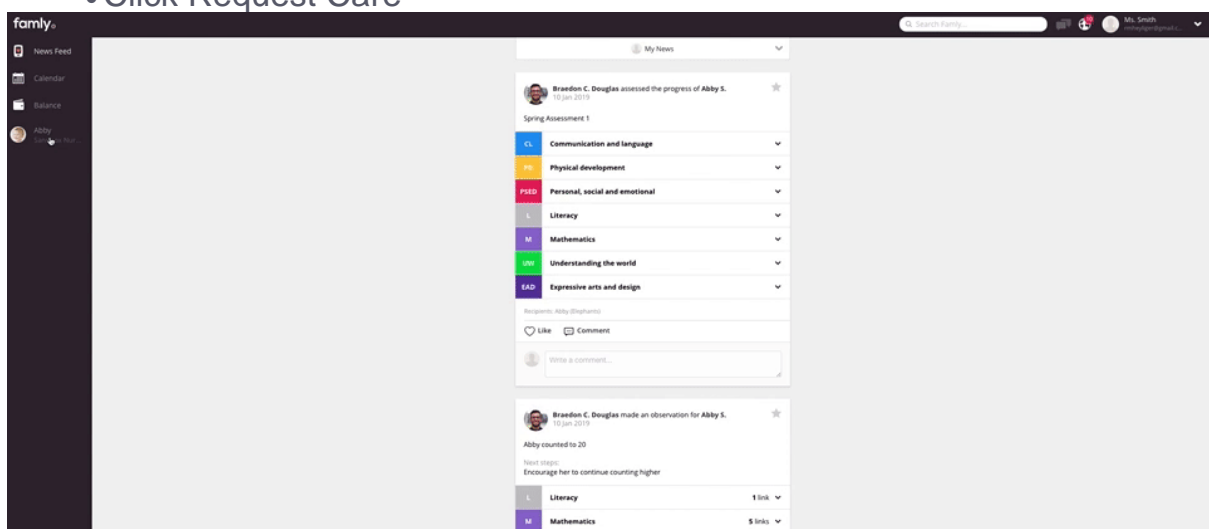 • Click Request Care
famly
Search Famly...
10
Ms. Smith
News Feed
Calendar
Balance
Abby
My News
Braedon C. Douglas assessed the progress of Abby S.
10 Jan 2019
Spring Assessment 1
CL Communication and language
PD Physical development
PSED Personal, social and emotional
L Literacy
M Mathematics
UW Understanding the world
EAD Expressive arts and design
Recipients: Abby (Elephants)
Like Comment
Write a comment...
Braedon C. Douglas made an observation for Abby S.
10 Jan 2019
Abby counted to 20
Next steps:
Encourage her to continue counting higher
L Literacy 1 link
M Mathematics 5 links